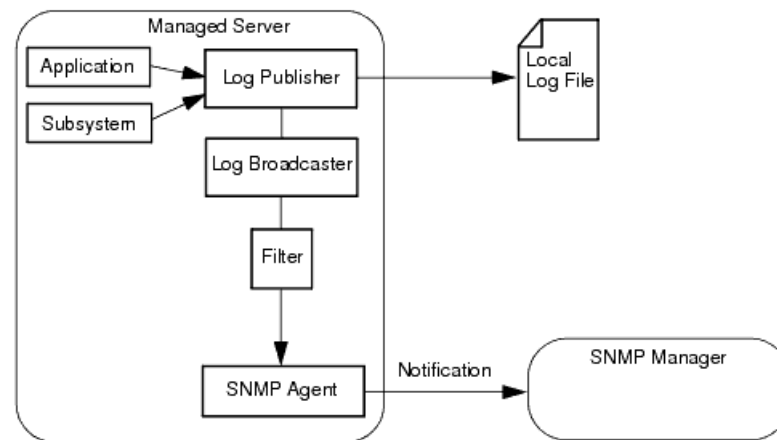 Managed Server
Application
Log Publisher
Local
Log File
Subsystem
Log Broadcaster
Filter
SNMP Agent
Notification
SNMP Manager